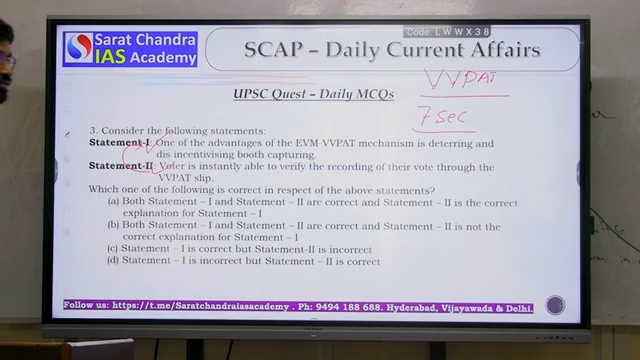 Code: L W W X 3 8
Sarat Chandra
IAS Academy
SCAP – Daily Current Affairs
VVPAT
UPSC Quest – Daily MCQs
7 sec
3. Consider the following statements:
Statement-I: One of the advantages of the EVM-VVPAT mechanism is deterring and
dis incentivising booth capturing.
Statement-II: Voter is instantly able to verify the recording of their vote through the
VVPAT slip.
Which one of the following is correct in respect of the above statements?
(a) Both Statement – I and Statement – II are correct and Statement – II is the correct
explanation for Statement – I
(b) Both Statement – I and Statement – II are correct and Statement – II is not the
correct explanation for Statement – I
(c) Statement – I is correct but Statement-II is incorrect
(d) Statement – I is incorrect but Statement – II is correct
Follow us: https://t.me/Saratchandraiasacademy . Ph: 9494 188 688. Hyderabad, Vijayawada & Delhi.